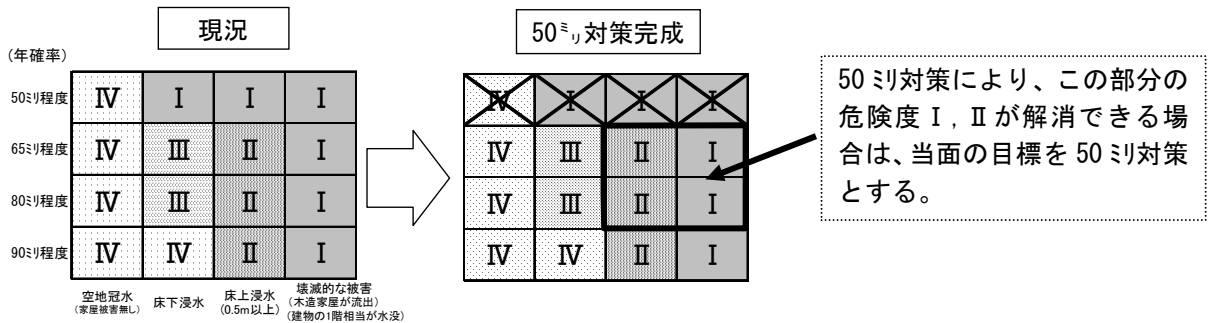 現況
50ミリ対策完成
(年確率)
50ミリ程度 Ⅳ Ⅰ Ⅰ Ⅰ
65ミリ程度 Ⅳ Ⅲ Ⅱ Ⅰ
80ミリ程度 Ⅳ Ⅲ Ⅱ Ⅰ
90ミリ程度 Ⅳ Ⅳ Ⅱ Ⅰ
空地冠水
(家屋被害無し)
床下浸水
床上浸水
(0.5m以上)
壊滅的な被害
(木造家屋が流出)
(建物の1階相当が水没)
Ⅳ Ⅰ Ⅰ Ⅰ
Ⅳ Ⅲ Ⅱ Ⅰ
Ⅳ Ⅲ Ⅱ Ⅰ
Ⅳ Ⅳ Ⅱ Ⅰ
50ミリ対策により、この部分の
危険度Ⅰ,Ⅱが解消できる場
合は、当面の目標を50ミリ対策
とする。